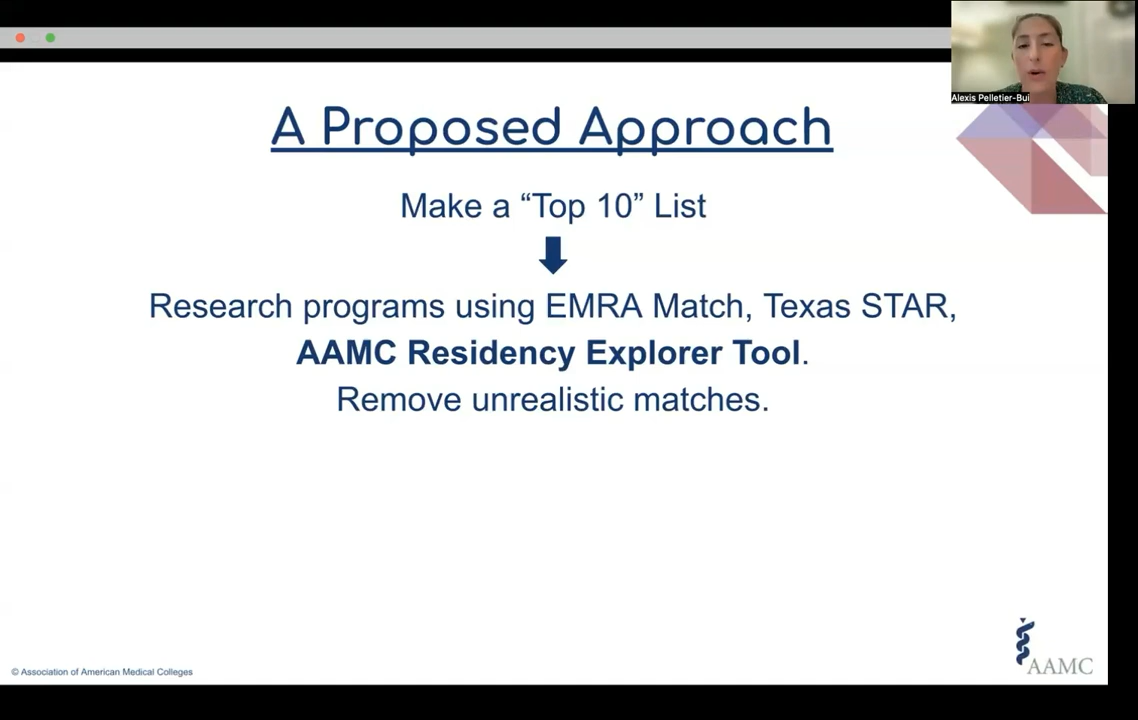 Alexis Pelletier-Bui
A Proposed Approach
Make a “Top 10” List
Research programs using EMRA Match, Texas STAR,
AAMC Residency Explorer Tool.
Remove unrealistic matches.
© Association of American Medical Colleges
AAMC